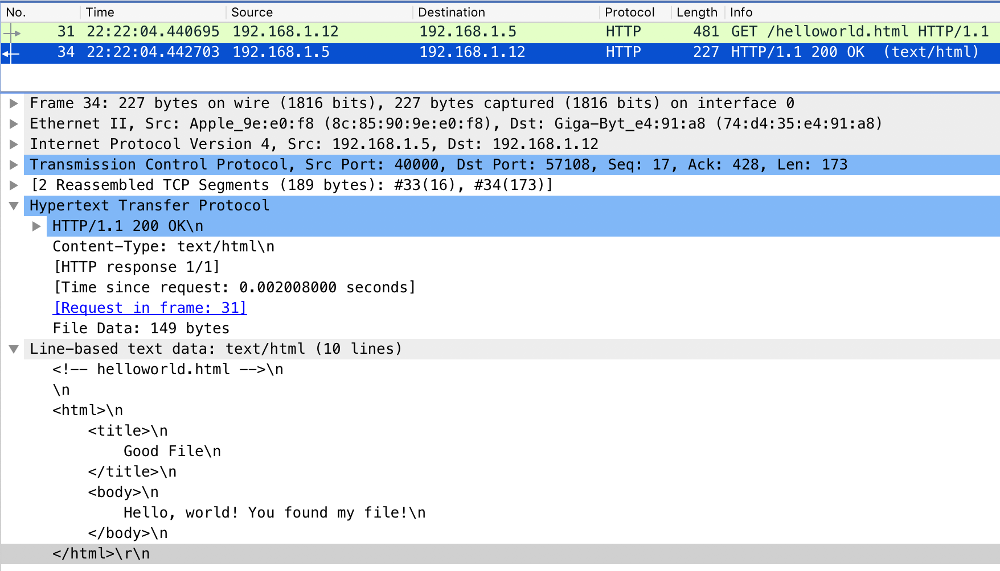 No. Time Source Destination Protocol Length Info
31 22:22:04.440695 192.168.1.12 192.168.1.5 HTTP 481 GET /helloworld.html HTTP/1.1
34 22:22:04.442703 192.168.1.5 192.168.1.12 HTTP 227 HTTP/1.1 200 OK  (text/html)
Frame 34: 227 bytes on wire (1816 bits), 227 bytes captured (1816 bits) on interface 0
Ethernet II, Src: Apple_9e:e0:f8 (8c:85:90:9e:e0:f8), Dst: Giga-Byt_e4:91:a8 (74:d4:35:e4:91:a8)
Internet Protocol Version 4, Src: 192.168.1.5, Dst: 192.168.1.12
Transmission Control Protocol, Src Port: 40000, Dst Port: 57108, Seq: 17, Ack: 428, Len: 173
[2 Reassembled TCP Segments (189 bytes): #33(16), #34(173)]
Hypertext Transfer Protocol
HTTP/1.1 200 OK\n
Content-Type: text/html\n
[HTTP response 1/1]
[Time since request: 0.002008000 seconds]
[Request in frame: 31]
File Data: 149 bytes
Line-based text data: text/html (10 lines)
<!-- helloworld.html -->\n
\n
<html>\n
    <title>\n
        Good File\n
    </title>\n
    <body>\n
        Hello, world! You found my file!\n
    </body>\n
</html>\r\n